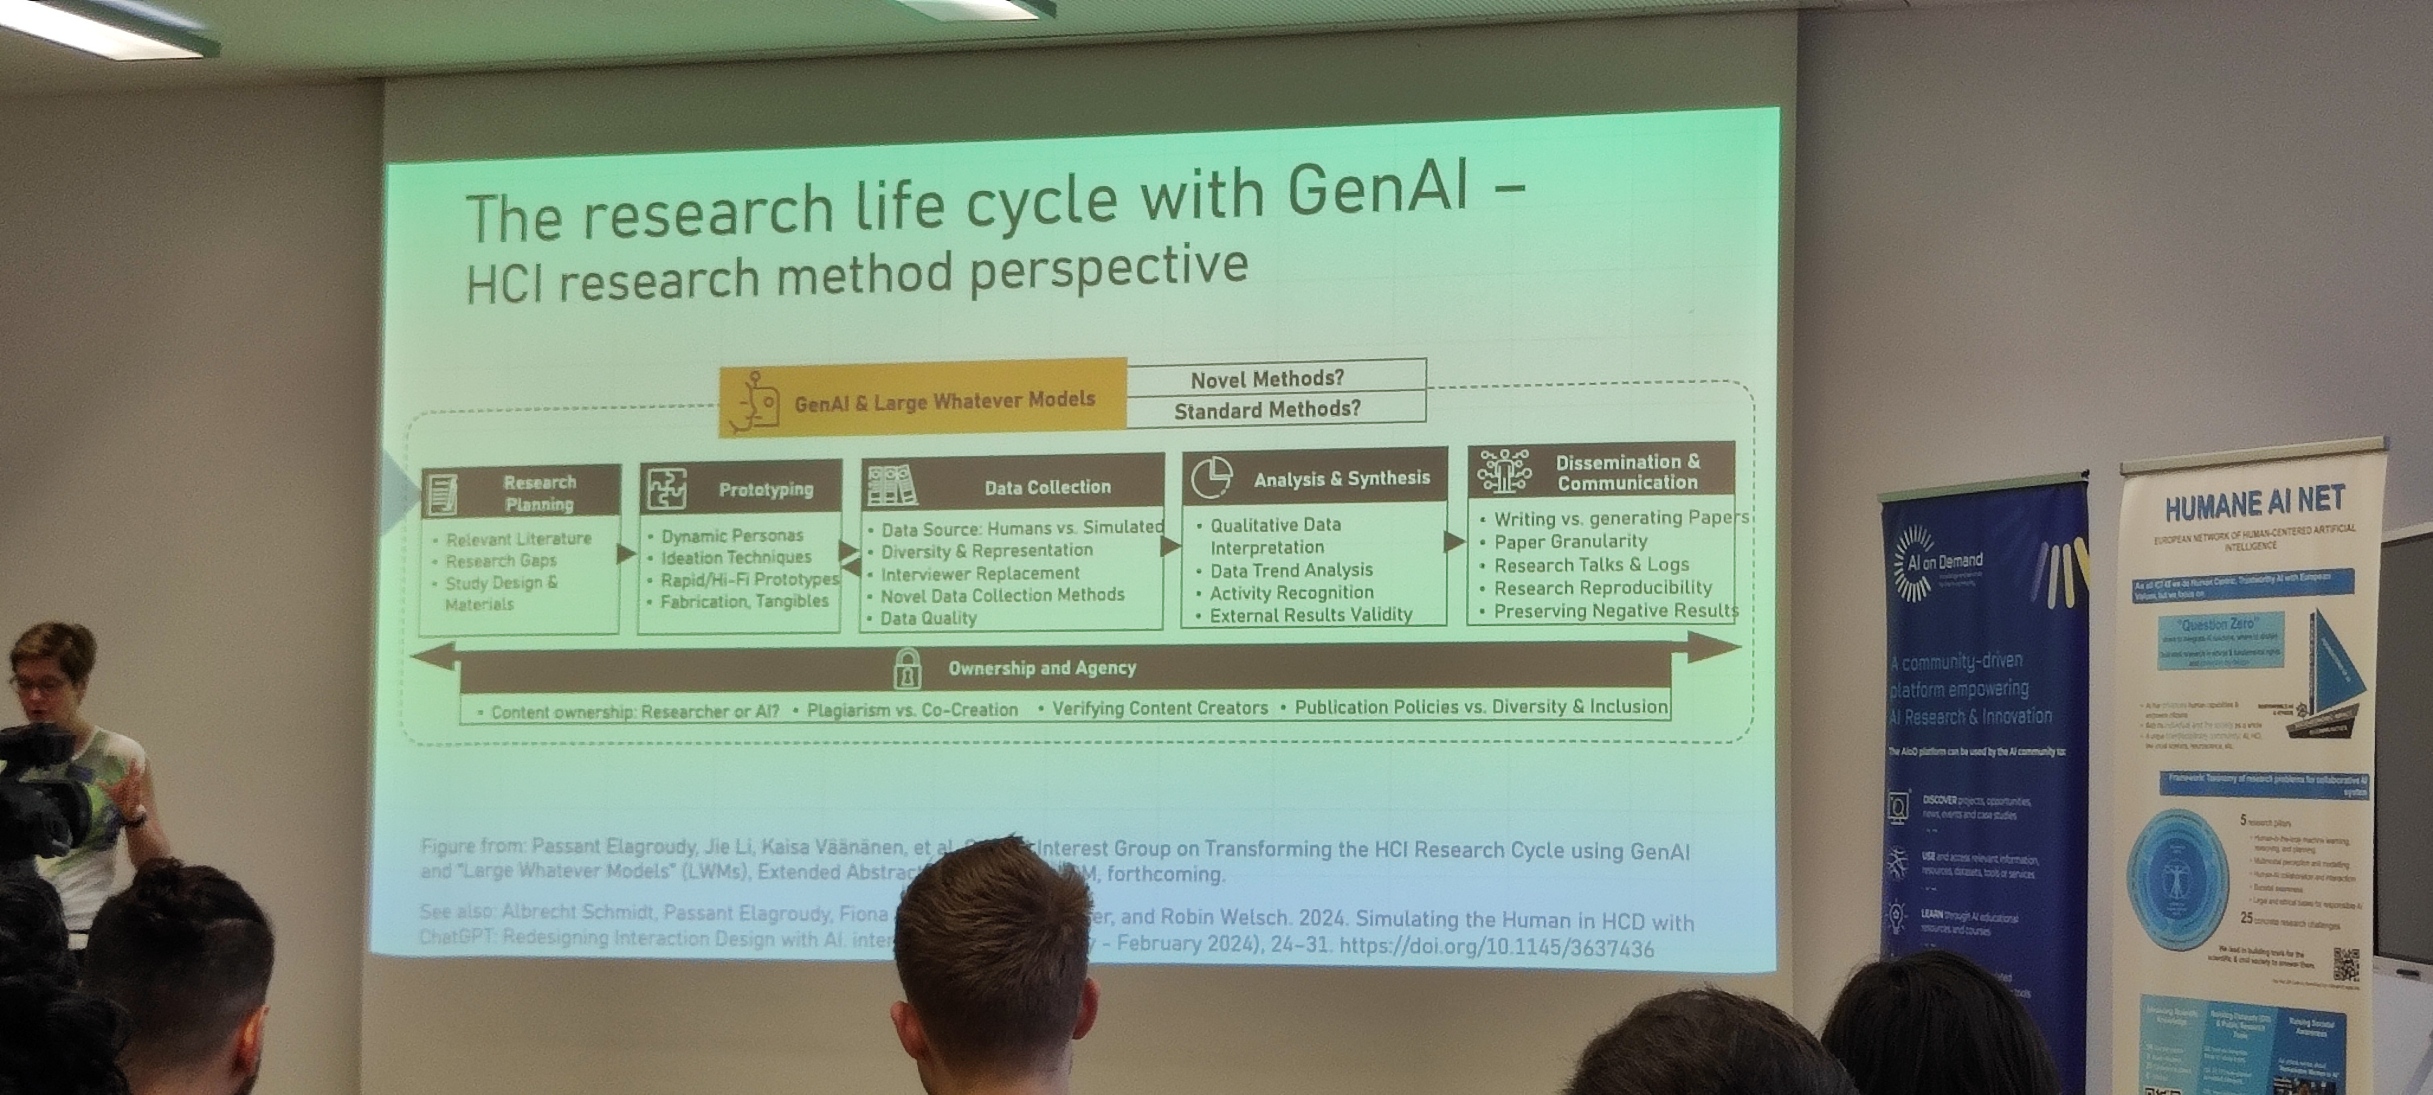 The research life cycle with GenAI –
HCI research method perspective
GenAI & Large Whatever Models
Novel Methods?
Standard Methods?
Research
Planning
• Relevant Literature
• Research Gaps
• Study Design &
Materials
Prototyping
• Dynamic Personas
• Ideation Techniques
• Rapid/Hi-Fi Prototypes
• Fabrication, Tangibles
Data Collection
• Data Source: Humans vs. Simulated
• Diversity & Representation
• Interviewer Replacement
• Novel Data Collection Methods
• Data Quality
Analysis & Synthesis
• Qualitative Data
Interpretation
• Data Trend Analysis
• Activity Recognition
• External Results Validity
Dissemination &
Communication
• Writing vs. generating Papers
• Paper Granularity
• Research Talks & Logs
• Research Reproducibility
• Preserving Negative Results
Ownership and Agency
• Content ownership: Researcher or AI? • Plagiarism vs. Co-Creation • Verifying Content Creators • Publication Policies vs. Diversity & Inclusion
Figure from: Passant Elagroudy, Jie Li, Kaisa Väänänen, et al. Interest Group on Transforming the HCI Research Cycle using GenAI
and "Large Whatever Models" (LWMs), Extended forthcoming.
See also: Albrecht Schmidt, Passant Elagroudy, Fiona and Robin Welsch. 2024. Simulating the Human in HCD with
ChatGPT: Redesigning Interaction Design with AI. – February 2024), 24–31. https://doi.org/10.1145/3637436
AI on Demand
A community-driven
platform empowering
AI Research & Innovation
The AIoD platform can be used by the AI community to:
DISCOVER projects, opportunities,
news, events and case studies
USE and access relevant information,
resources, datasets, tools or services
LEARN through AI educational
resources and courses
HUMANE AI NET
EUROPEAN NETWORK OF HUMAN-CENTERED ARTIFICIAL
INTELLIGENCE
"Question Zero"
Framework: Taxonomy of research problems for collaborative AI
system
5 research pillars
25 concrete research challenges